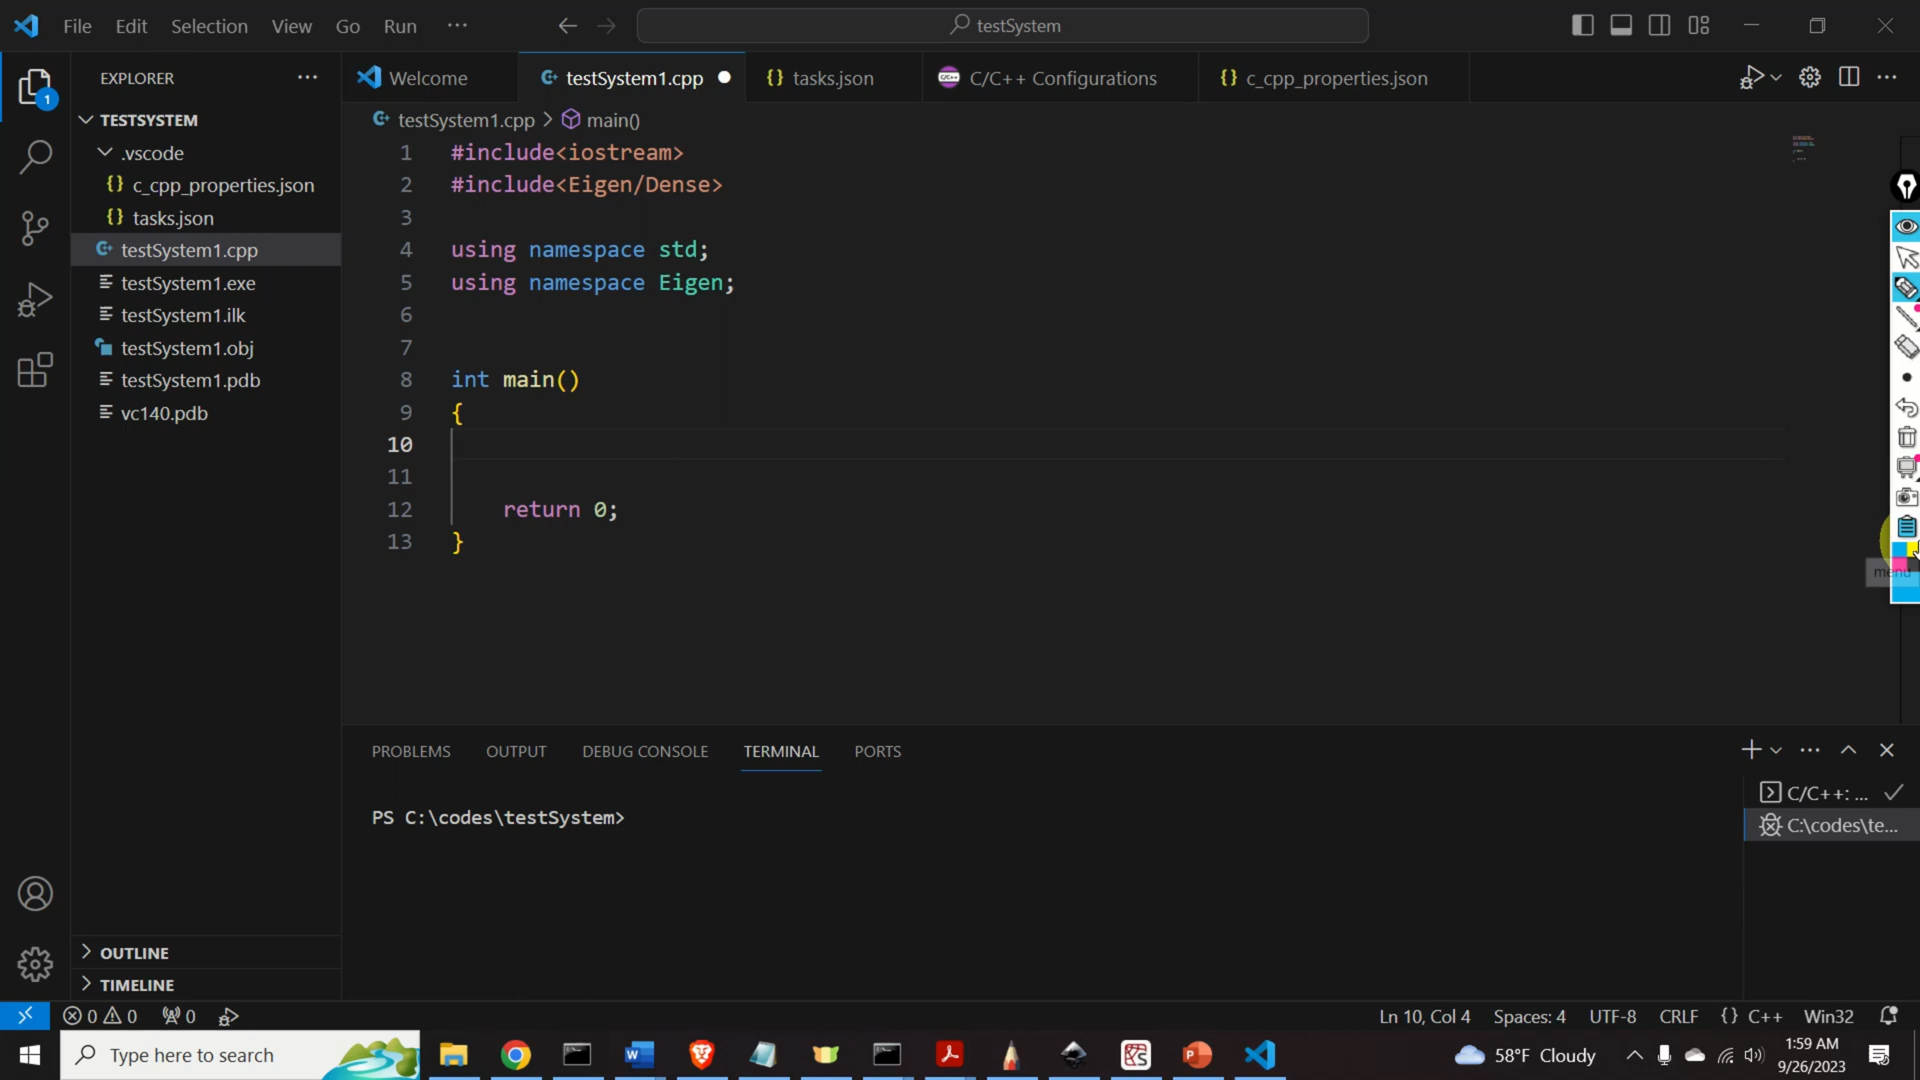 File Edit Selection View Go Run ··· testSystem
EXPLORER ···
Welcome testSystem1.cpp tasks.json C/C++ Configurations c_cpp_properties.json
TESTSYSTEM
.vscode
c_cpp_properties.json
tasks.json
testSystem1.cpp
testSystem1.exe
testSystem1.ilk
testSystem1.obj
testSystem1.pdb
vc140.pdb
1
testSystem1.cpp > main()
1 #include<iostream>
2 #include<Eigen/Dense>
3
4 using namespace std;
5 using namespace Eigen;
6
7
8 int main()
9 {
10
11
12 return 0;
13 }
menu
PROBLEMS OUTPUT DEBUG CONSOLE TERMINAL PORTS
PS C:\codes\testSystem>
C/C++: ...
C:\codes\te...
OUTLINE
TIMELINE
0 0 0 Ln 10, Col 4 Spaces: 4 UTF-8 CRLF {} C++ Win32
Type here to search 58°F Cloudy 1:59 AM
9/26/2023